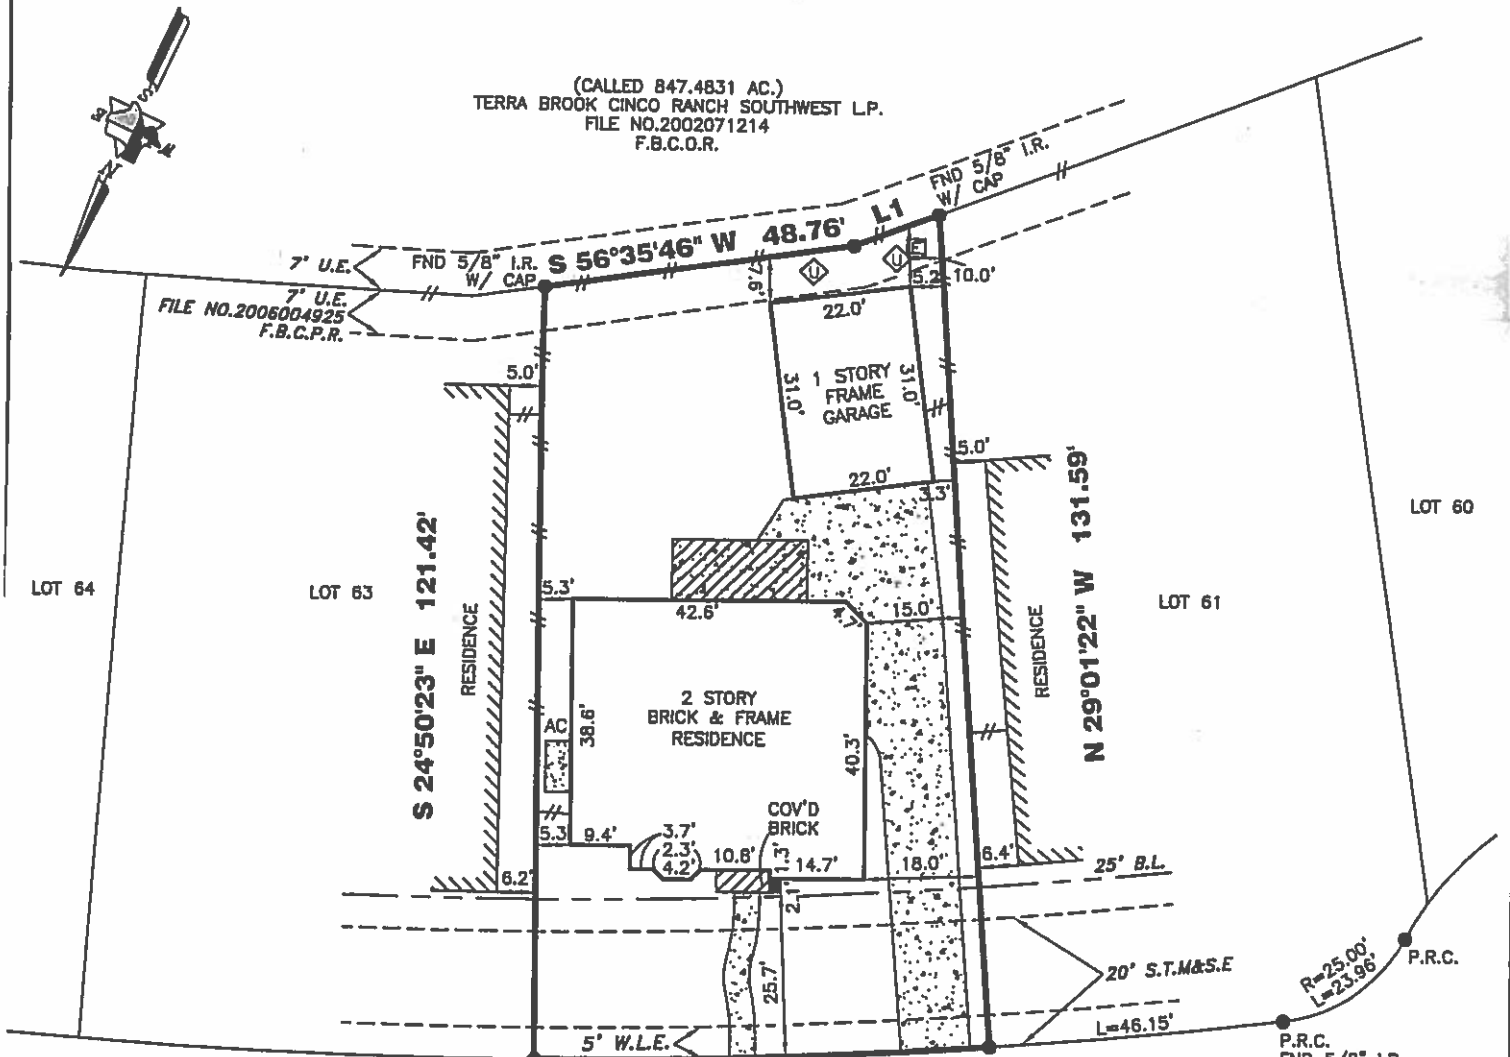 (CALLED 847.4831 AC.)
TERRA BROOK CINCO RANCH SOUTHWEST L.P.
FILE NO.2002071214
F.B.C.O.R.
FND 5/8" I.R.
W/ CAP
L1
S 56°35'46" W 48.76'
7' U.E.
FND 5/8" I.R.
W/ CAP
7' U.E.
FILE NO.2006004925
F.B.C.P.R.
7.6'
U
U
E
5.2'
10.0'
22.0'
5.0'
31.0'
1 STORY
FRAME
GARAGE
31.0'
5.0'
22.0'
3.3'
S 24°50'23" E 121.42'
N 29°01'22" W 131.59'
LOT 60
LOT 64
LOT 63
LOT 61
RESIDENCE
RESIDENCE
5.3'
42.6'
15.0'
2 STORY
BRICK & FRAME
RESIDENCE
AC
38.6'
40.3'
COV'D
BRICK
5.3
9.4'
3.7'
2.3'
4.2'
10.8'
1.3'
14.7'
18.0'
6.4'
25' B.L.
6.2'
2.1'
25.7'
20' S.T.M&S.E
5' W.L.E.
L=46.15'
R=25.00'
L=23.96'
P.R.C.
P.R.C.
FND 5/8" I.R.